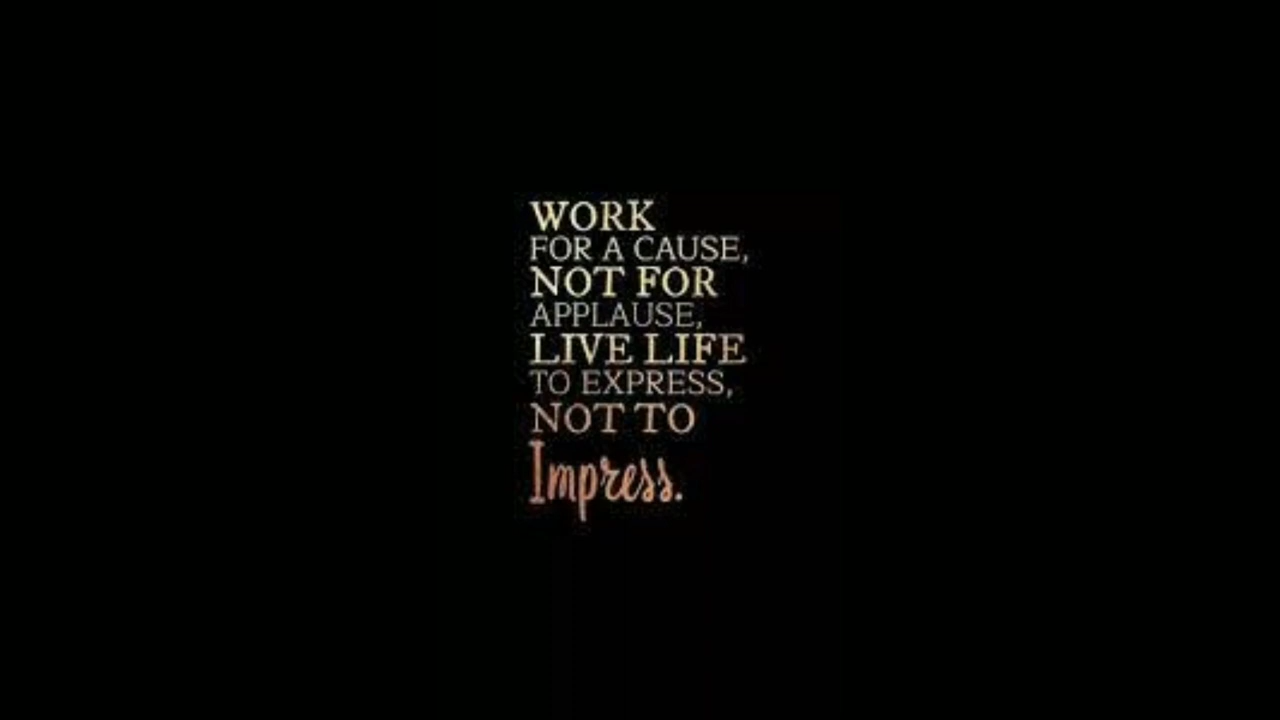 WORK
FOR A CAUSE,
NOT FOR
APPLAUSE,
LIVE LIFE
TO EXPRESS,
NOT TO
Impress.